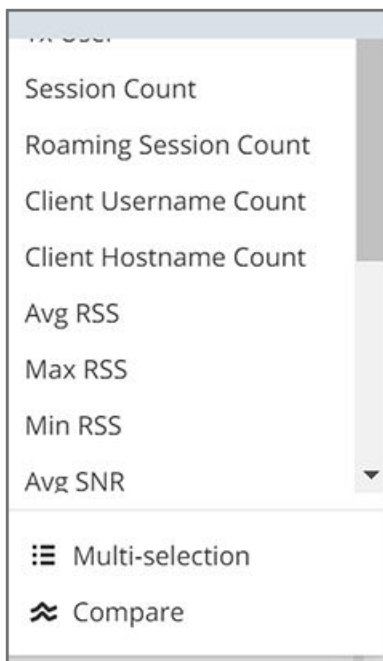 Session Count
Roaming Session Count
Client Username Count
Client Hostname Count
Avg RSS
Max RSS
Min RSS
Avg SNR
Multi-selection
Compare